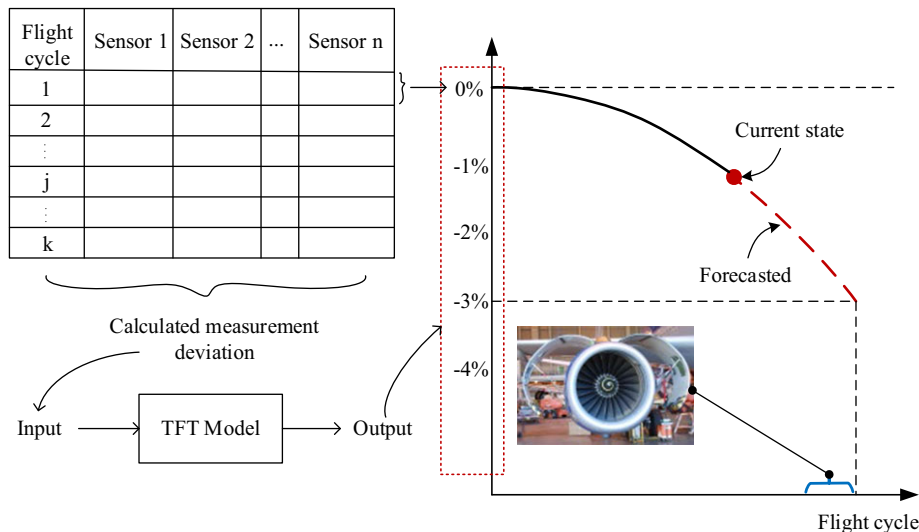 Flight
cycle
Sensor 1
Sensor 2
...
Sensor n
1
2
⋮
j
⋮
k
Calculated measurement
deviation
Input
TFT Model
Output
0%
-1%
-2%
-3%
-4%
Current state
Forecasted
Flight cycle